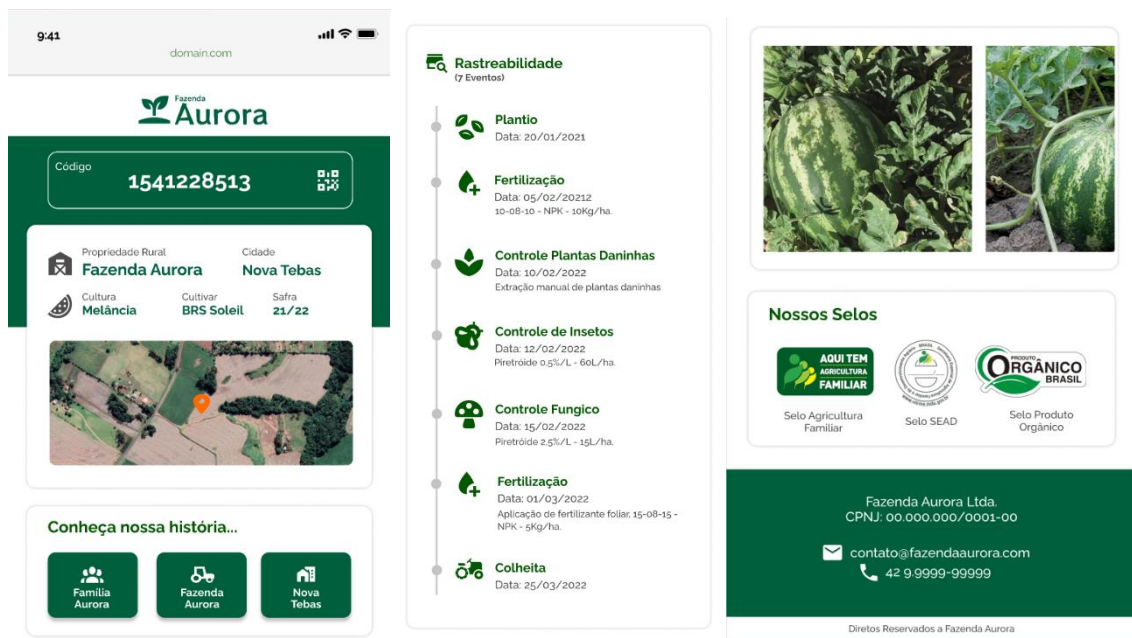 9:41
domain.com
Fazenda
Aurora
Código
1541228513
Propriedade Rural
Fazenda Aurora
Cidade
Nova Tebas
Cultura
Melância
Cultivar
BRS Soleil
Safra
21/22
Conheça nossa história...
Família
Aurora
Fazenda
Aurora
Nova
Tebas
Rastreabilidade
(7 Eventos)
Plantio
Data: 20/01/2021
Fertilização
Data: 05/02/20212
10-08-10 - NPK - 10Kg/ha.
Controle Plantas Daninhas
Data: 10/02/2022
Extração manual de plantas daninhas
Controle de Insetos
Data: 12/02/2022
Piretróide 0,5%/L - 60L/ha.
Controle Fungico
Data: 15/02/2022
Piretróide 2,5%/L - 15L/ha.
Fertilização
Data: 01/03/2022
Aplicação de fertilizante foliar, 15-08-15 -
NPK - 5Kg/ha.
Colheita
Data: 25/03/2022
Nossos Selos
AQUI TEM
AGRICULTURA
FAMILIAR
Selo Agricultura
Familiar
BRASIL
Selo SEAD
PRODUTO
ORGÂNICO
BRASIL
Selo Produto
Orgânico
Fazenda Aurora Ltda.
CPNJ: 00.000.000/0001-00
contato@fazendaaurora.com
42 9.9999-99999
Diretos Reservados a Fazenda Aurora